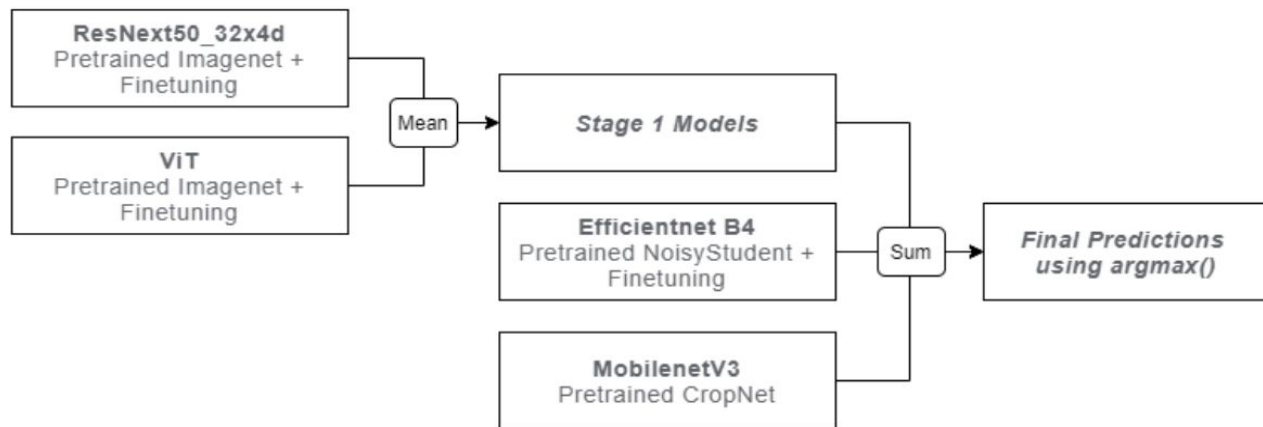 ResNext50_32x4d
Pretrained Imagenet +
Finetuning
ViT
Pretrained Imagenet +
Finetuning
Mean
Stage 1 Models
Efficientnet B4
Pretrained NoisyStudent +
Finetuning
MobilenetV3
Pretrained CropNet
Sum
Final Predictions
using argmax()